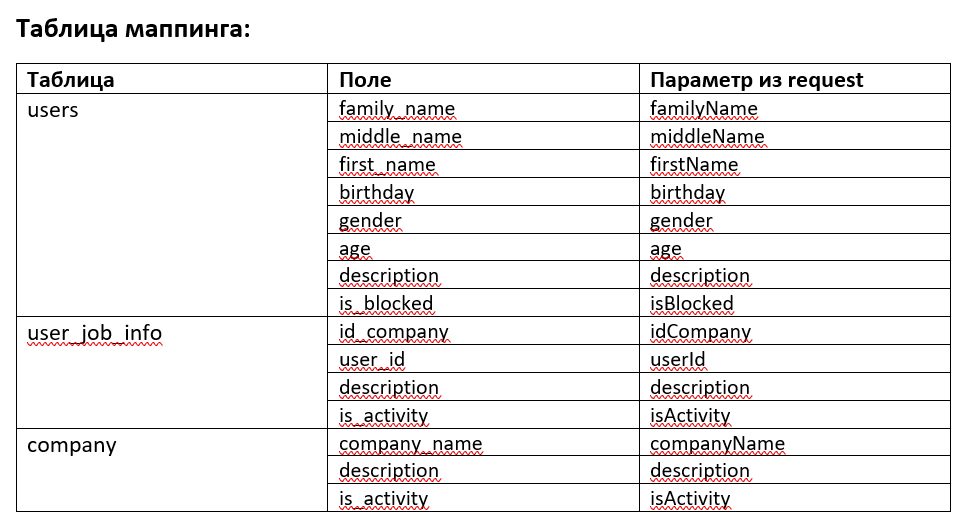 Таблица маппинга:
Таблица Поле Параметр из request
users family_name familyName
middle_name middleName
first_name firstName
birthday birthday
gender gender
age age
description description
is_blocked isBlocked
user_job_info id_company idCompany
user_id userId
description description
is_activity isActivity
company company_name companyName
description description
is_activity isActivity